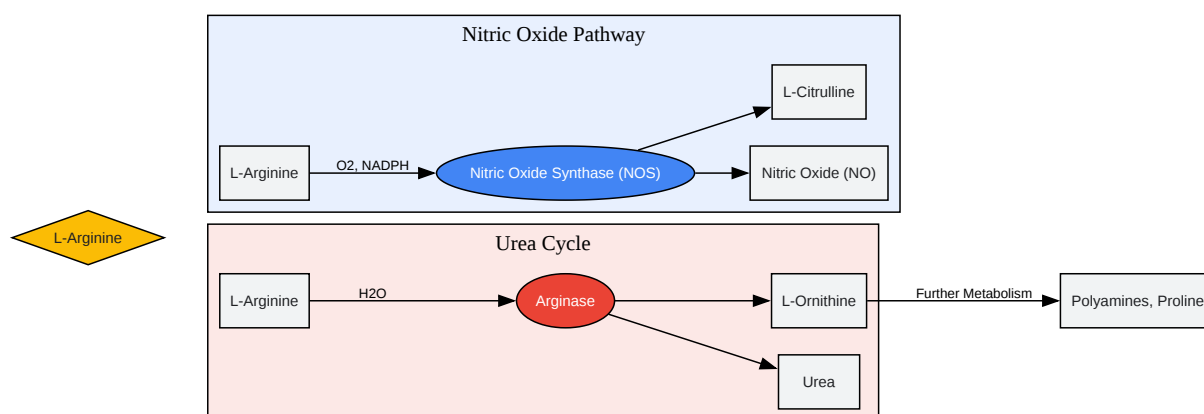 Nitric Oxide Pathway
L-Citrulline
L-Arginine
O2, NADPH
Nitric Oxide Synthase (NOS)
Nitric Oxide (NO)
L-Arginine
Urea Cycle
L-Arginine
H2O
Arginase
L-Ornithine
Further Metabolism
Polyamines, Proline
Urea